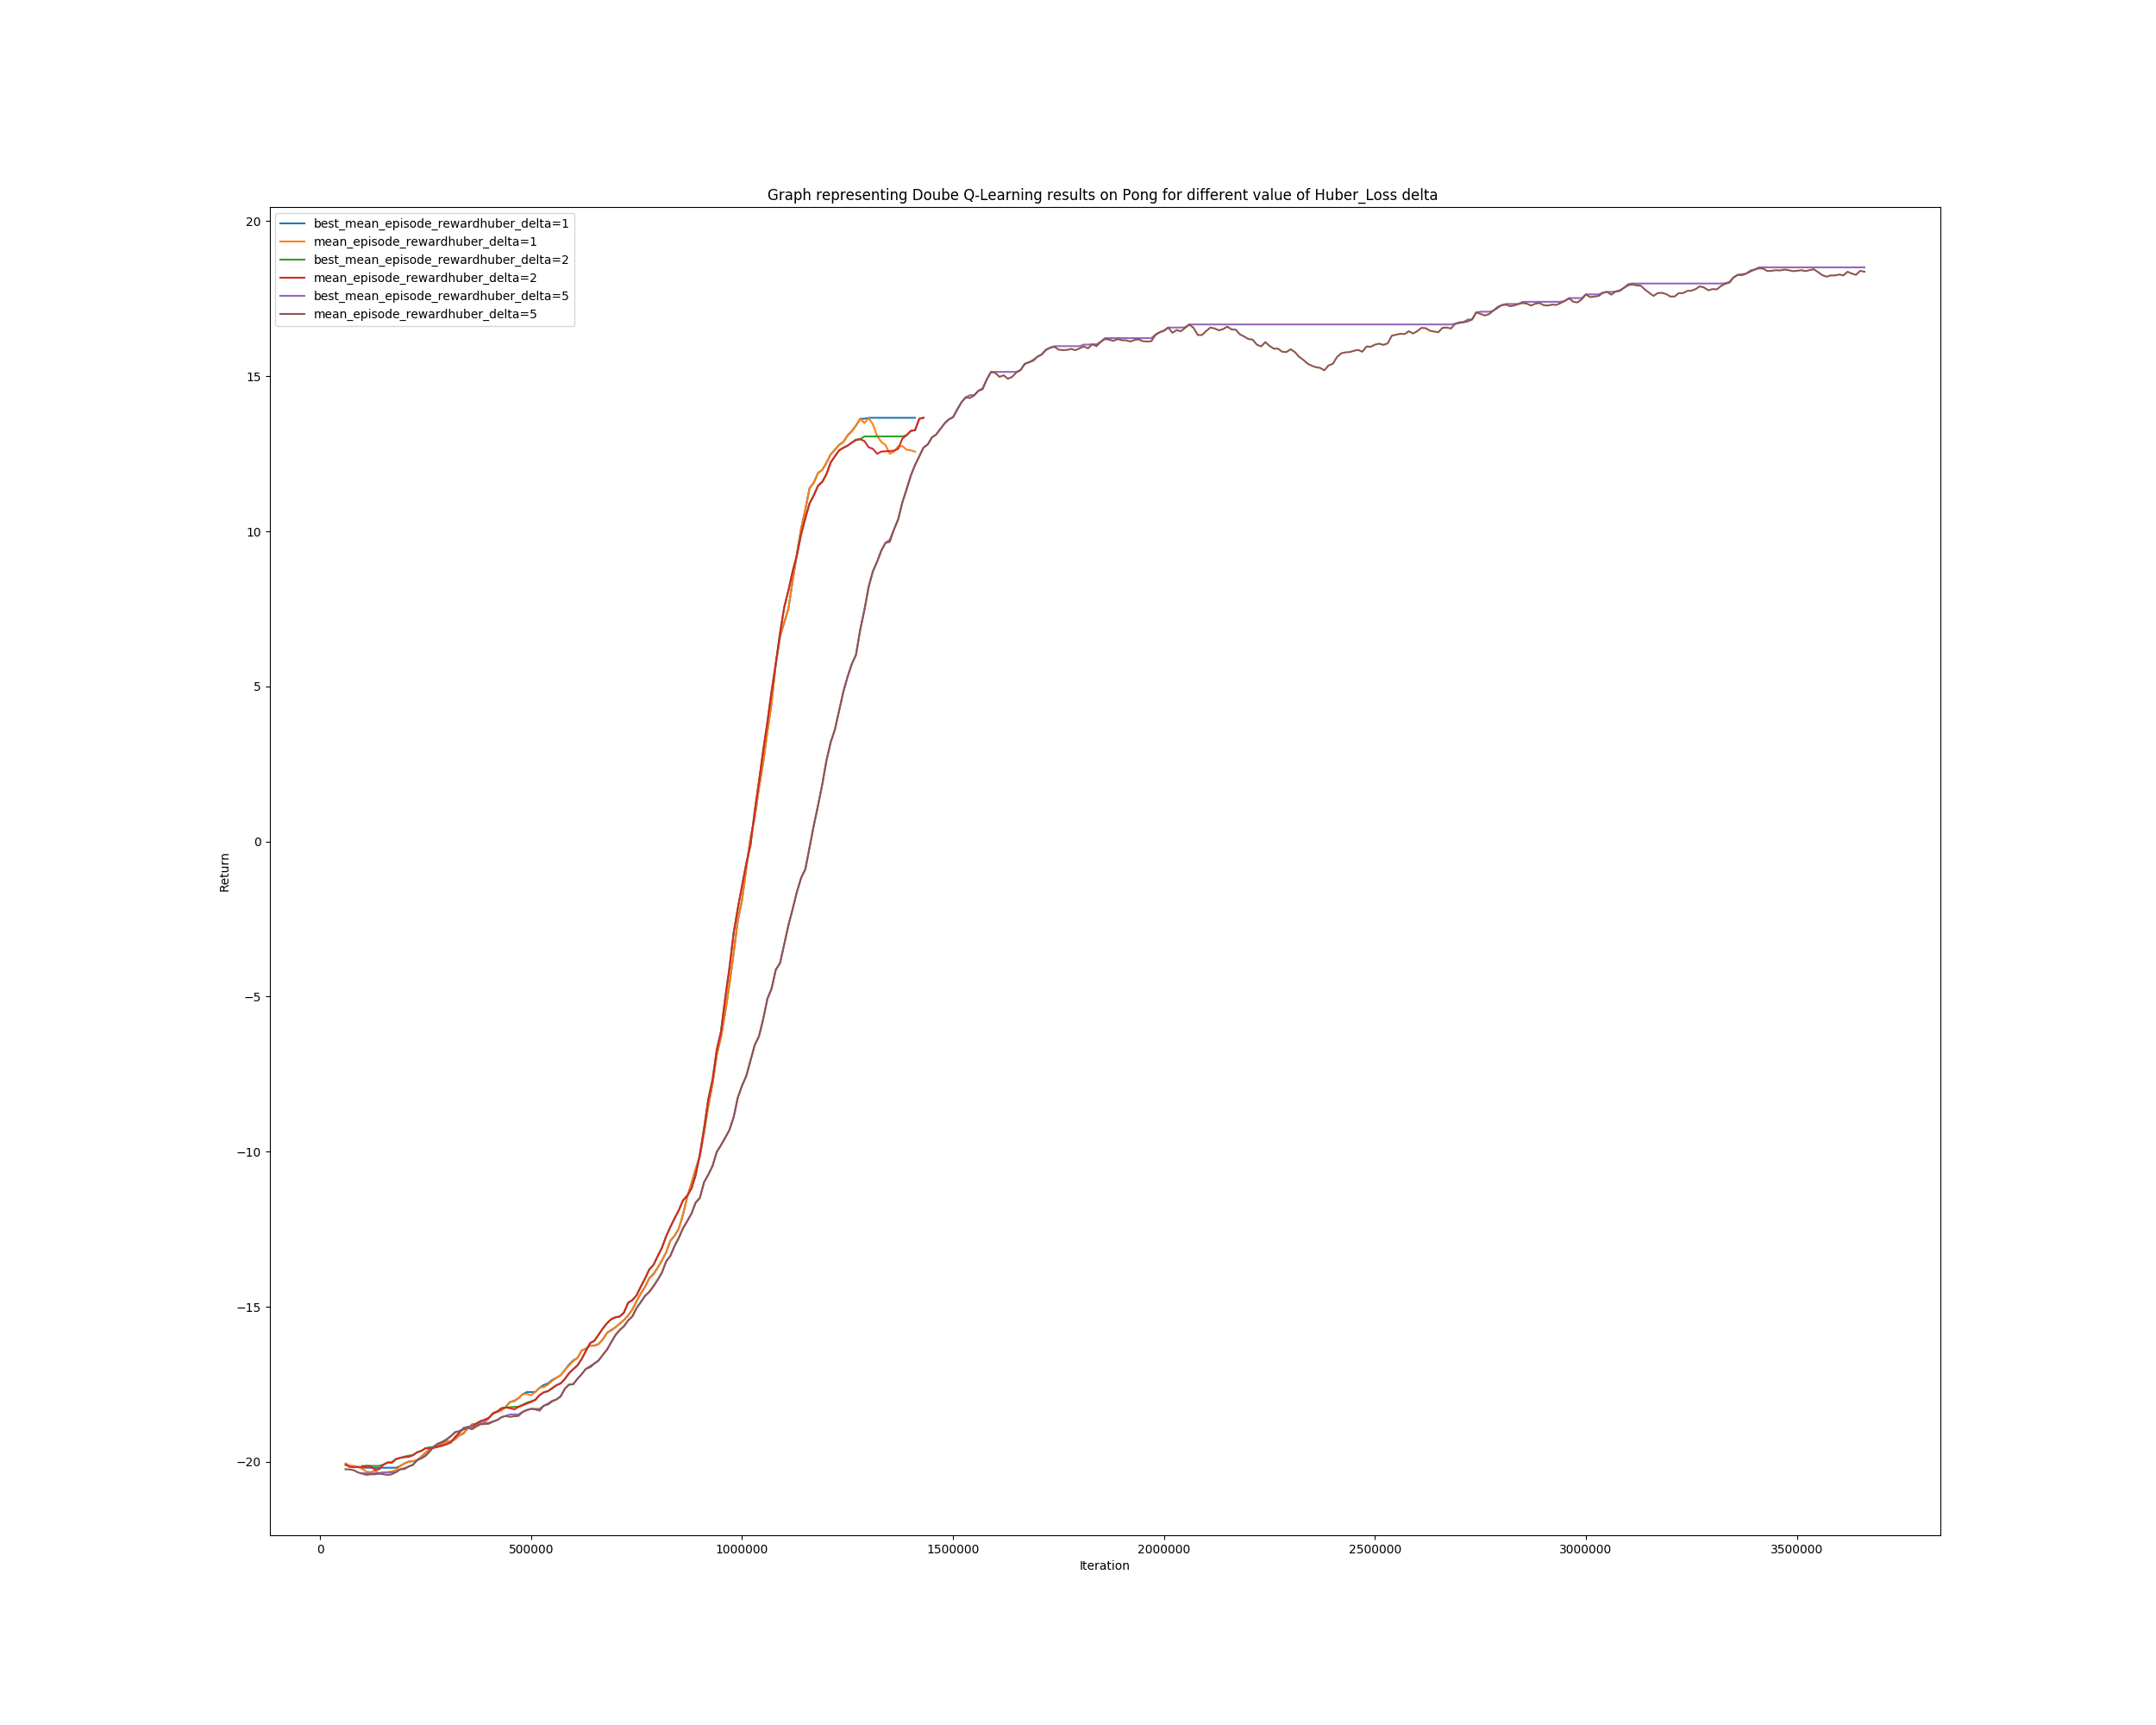 Graph representing Doube Q-Learning results on Pong for different value of Huber_Loss delta
best_mean_episode_rewardhuber_delta=1
mean_episode_rewardhuber_delta=1
best_mean_episode_rewardhuber_delta=2
mean_episode_rewardhuber_delta=2
best_mean_episode_rewardhuber_delta=5
mean_episode_rewardhuber_delta=5
20
15
10
5
0
−5
−10
−15
−20
Return
0 500000 1000000 1500000 2000000 2500000 3000000 3500000
Iteration